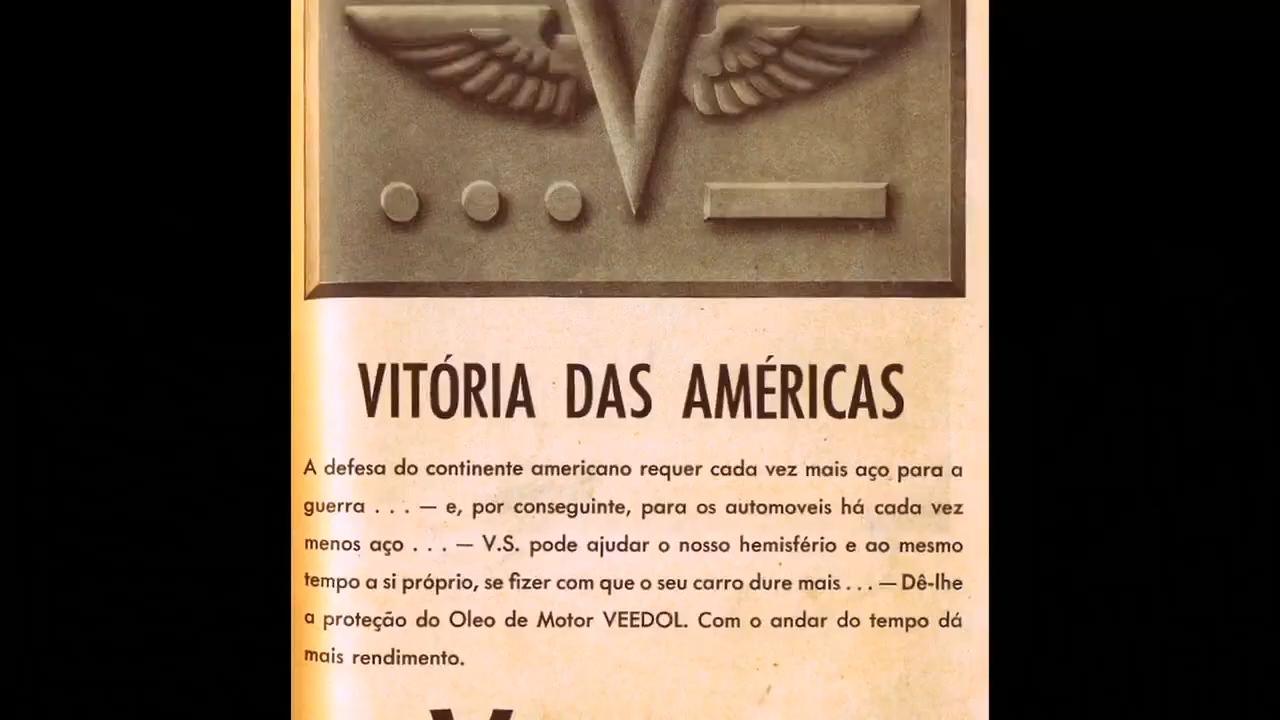 V
VITÓRIA DAS AMÉRICAS
A defesa do continente americano requer cada vez mais aço para a
guerra . . . — e, por conseguinte, para os automoveis há cada vez
menos aço . . . — V.S. pode ajudar o nosso hemisfério e ao mesmo
tempo a si próprio, se fizer com que o seu carro dure mais . . . — Dê-lhe
a proteção do Oleo de Motor VEEDOL. Com o andar do tempo dá
mais rendimento.